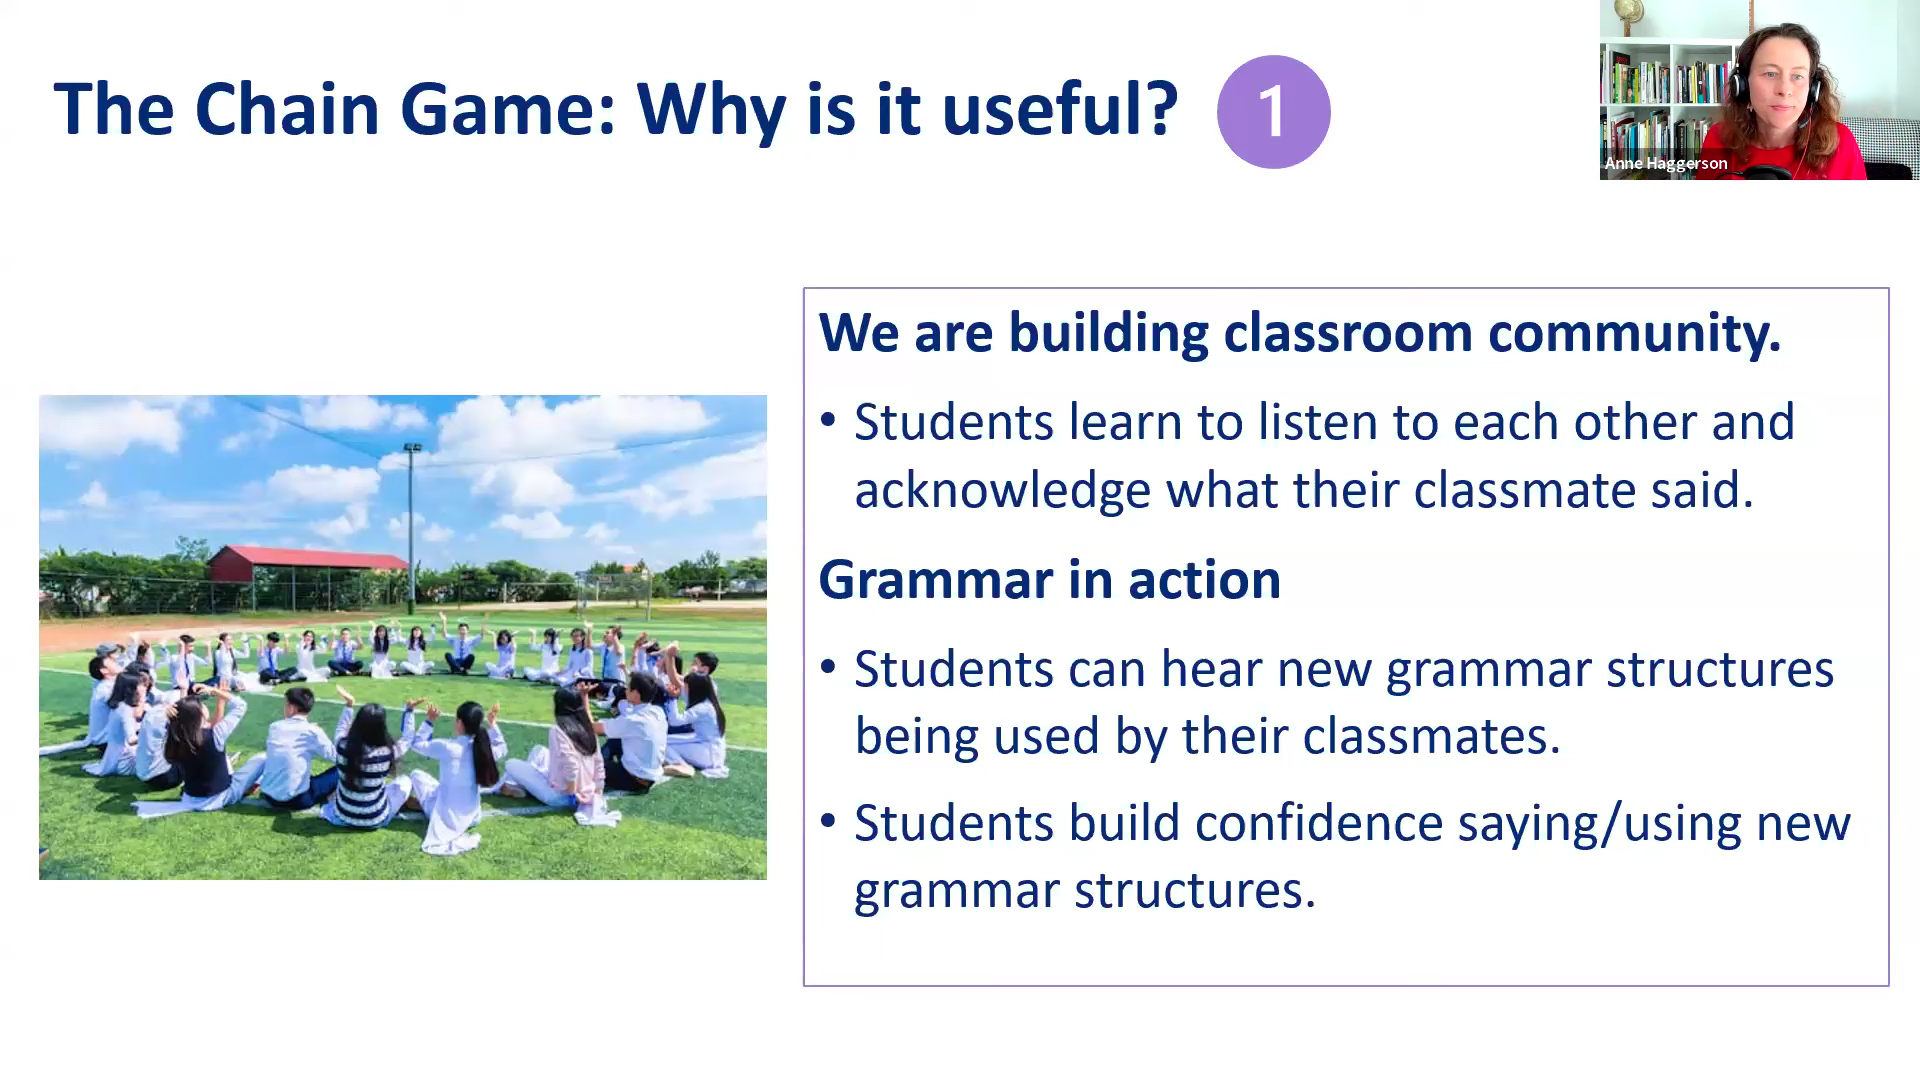 The Chain Game: Why is it useful? 1
Anne Haggerson
We are building classroom community.
• Students learn to listen to each other and
acknowledge what their classmate said.
Grammar in action
• Students can hear new grammar structures
being used by their classmates.
• Students build confidence saying/using new
grammar structures.